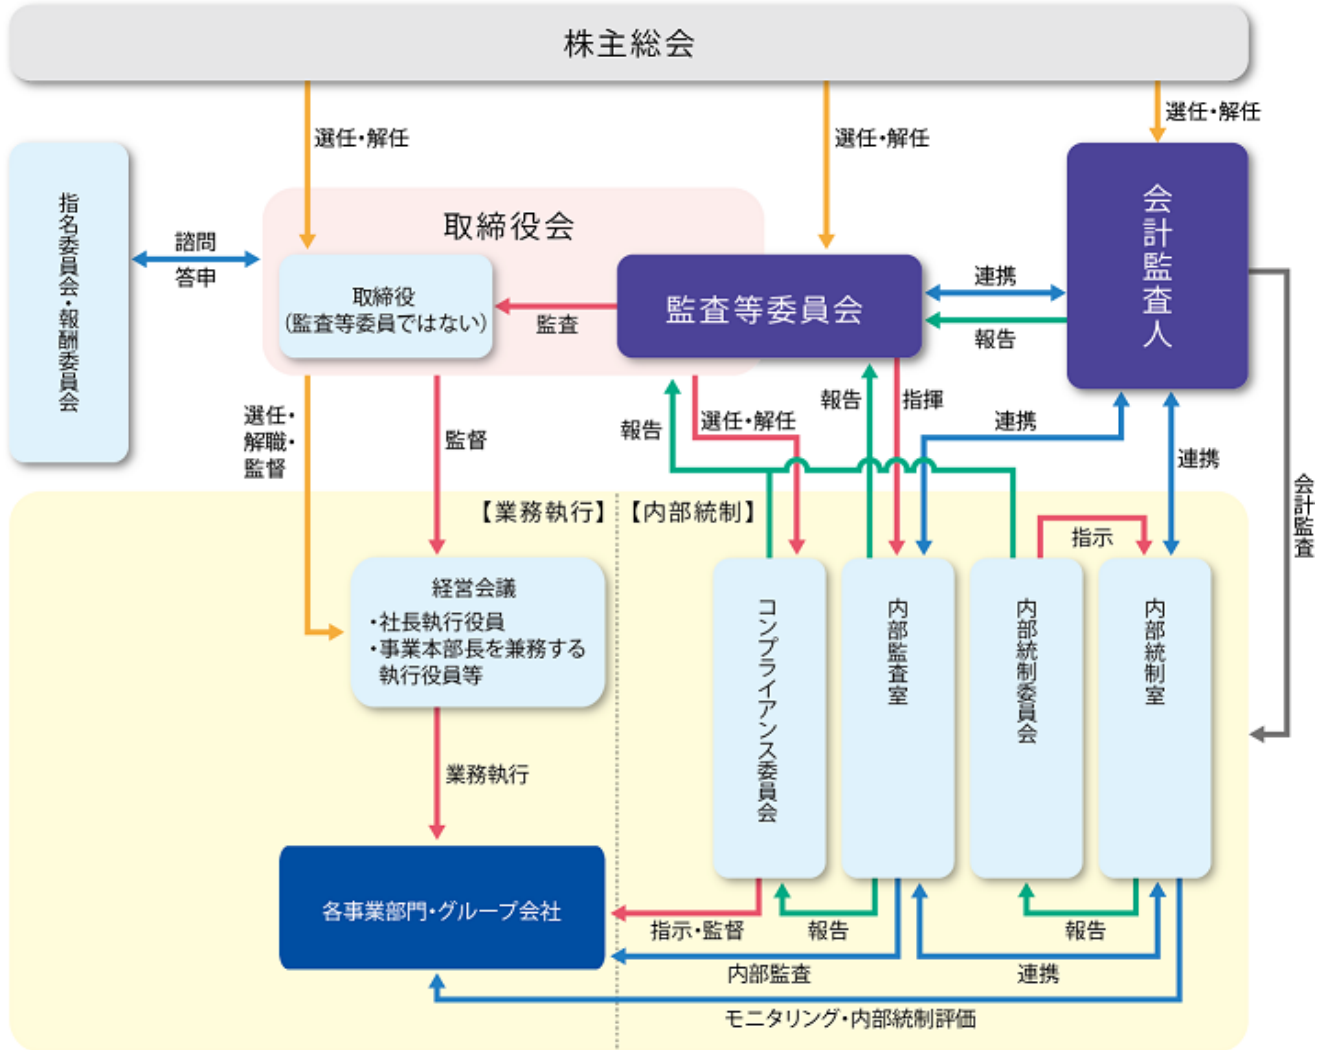 株主総会
選任・解任
選任・解任
選任・解任
指名委員会・報酬委員会
諮問
答申
取締役会
取締役
(監査等委員ではない)
監査
監査等委員会
連携
報告
会計監査人
選任・
解職・
監督
監督
報告
選任・解任
報告
指揮
連携
連携
会計監査
【業務執行】
【内部統制】
指示
経営会議
・社長執行役員
・事業本部長を兼務する
執行役員等
コンプライアンス委員会
内部監査室
内部統制委員会
内部統制室
業務執行
各事業部門・グループ会社
指示・監督
報告
報告
内部監査
連携
モニタリング・内部統制評価